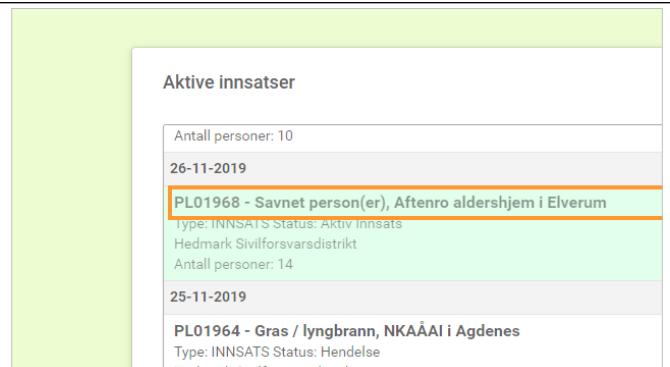 Aktive innsatser
Antall personer: 10
26-11-2019
PL01968 - Savnet person(er), Aftenro aldershjem i Elverum
Type: INNSATS Status: Aktiv Innsats
Hedmark Sivilforsvarsdistrikt
Antall personer: 14
25-11-2019
PL01964 - Gras / lyngbrann, NKAÅAI i Agdenes
Type: INNSATS Status: Hendelse